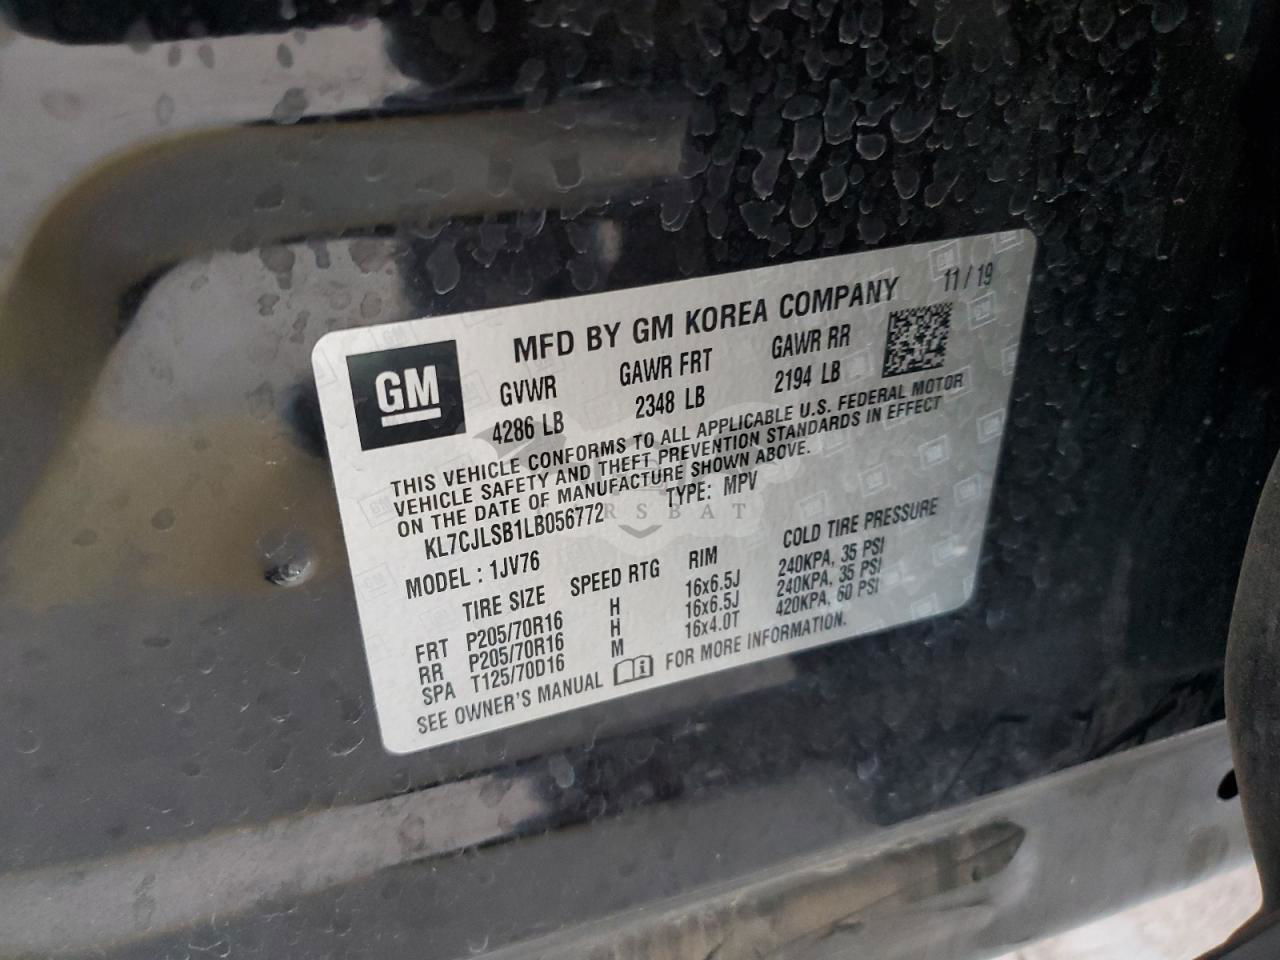 MFD BY GM KOREA COMPANY 11 / 19
GM
GVWR GAWR FRT GAWR RR
4286 LB 2348 LB 2194 LB
THIS VEHICLE CONFORMS TO ALL APPLICABLE U.S. FEDERAL MOTOR
VEHICLE SAFETY AND THEFT PREVENTION STANDARDS IN EFFECT
ON THE DATE OF MANUFACTURE SHOWN ABOVE.
KL7CJLSB1LB056772 TYPE: MPV
MODEL : 1JV76
TIRE SIZE SPEED RTG RIM COLD TIRE PRESSURE
FRT P205/70R16 H 16x6.5J 240KPA, 35 PSI
RR P205/70R16 H 16x6.5J 240KPA, 35 PSI
SPA T125/70D16 M 16x4.0T 420KPA, 60 PSI
SEE OWNER'S MANUAL FOR MORE INFORMATION.